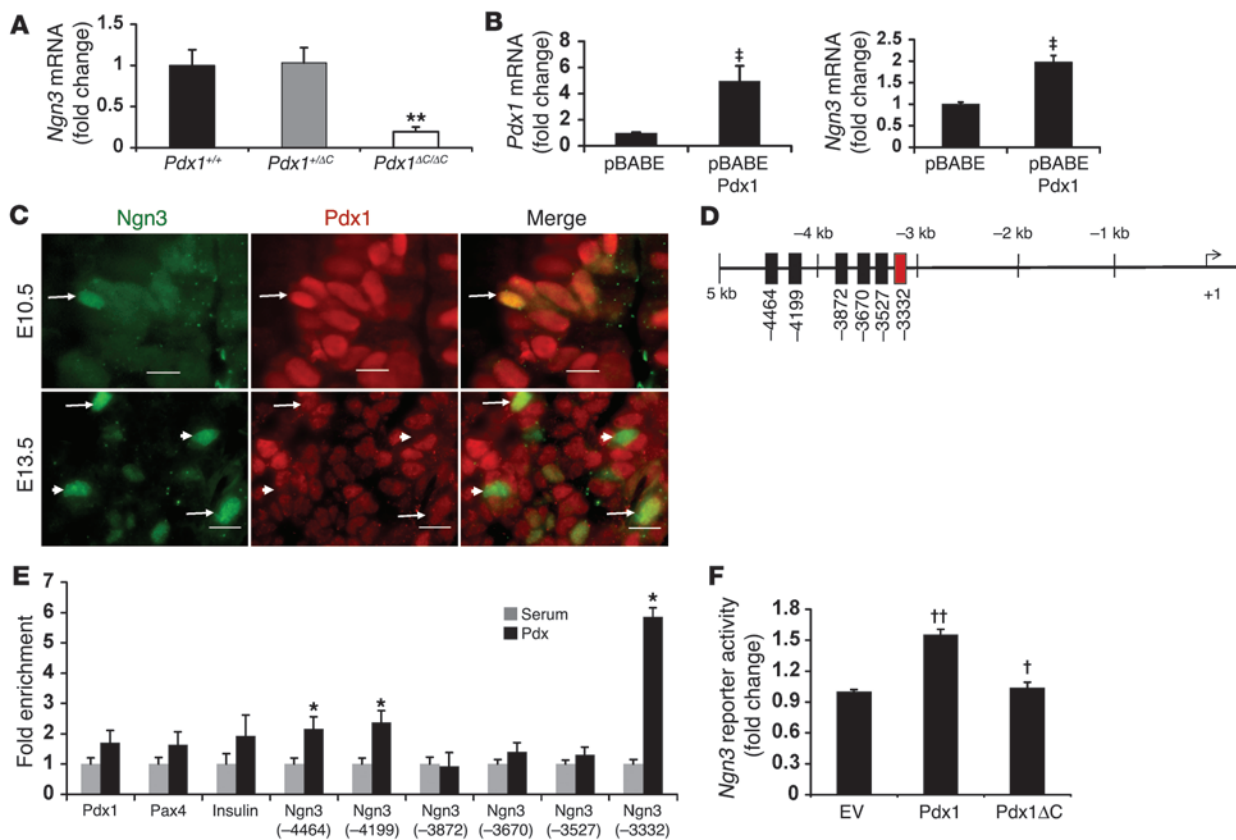 A
Ngn3 mRNA
(fold change)
1.5
1
0.5
0
**
Pdx1+/+
Pdx1+/ΔC
Pdx1ΔC/ΔC
B
Pdx1 mRNA
(fold change)
8
6
4
2
0
‡
pBABE
pBABE
Pdx1
Ngn3 mRNA
(fold change)
2.5
2
1.5
1
0.5
0
‡
pBABE
pBABE
Pdx1
C
Ngn3
Pdx1
Merge
E10.5
E13.5
D
–4 kb
–3 kb
–2 kb
–1 kb
5 kb
+1
–4464
–4199
–3872
–3670
–3527
–3332
E
Fold enrichment
7
6
5
4
3
2
1
0
Serum
Pdx
*
*
*
Pdx1
Pax4
Insulin
Ngn3
(–4464)
Ngn3
(–4199)
Ngn3
(–3872)
Ngn3
(–3670)
Ngn3
(–3527)
Ngn3
(–3332)
F
Ngn3 reporter activity
(fold change)
1.8
1.5
1.2
0.9
0.3
0.0
††
†
EV
Pdx1
Pdx1ΔC